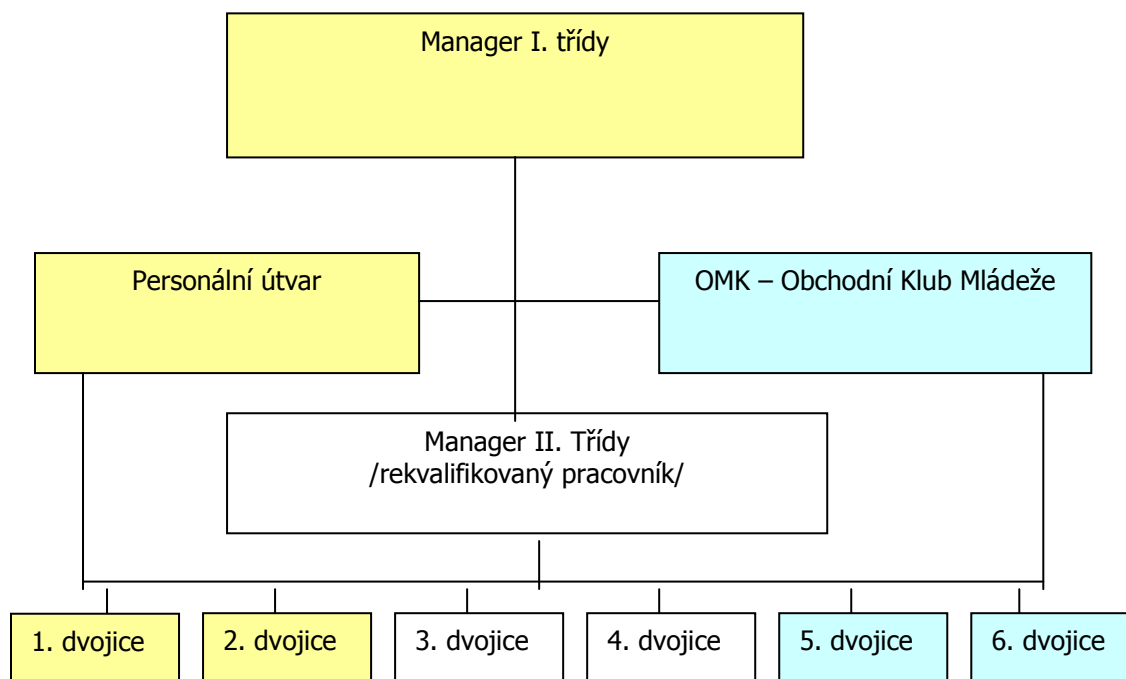 Manager I. třídy
Personální útvar
OMK – Obchodní Klub Mládeže
Manager II. Třídy
/rekvalifikovaný pracovník/
1. dvojice
2. dvojice
3. dvojice
4. dvojice
5. dvojice
6. dvojice